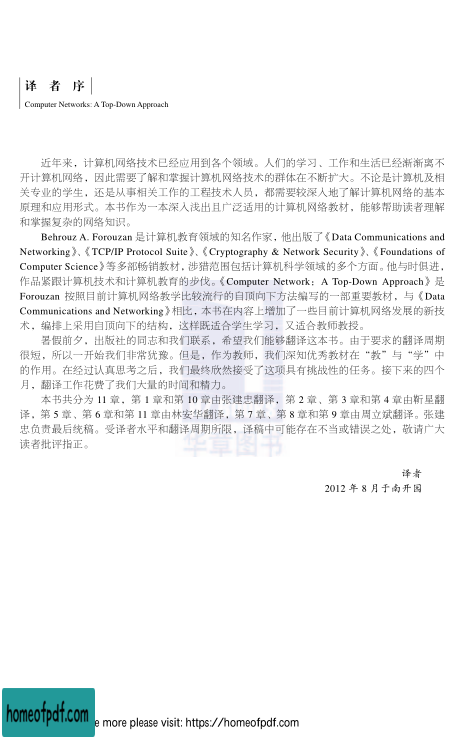 译 者 序
Computer Networks: A Top-Down Approach
近年来，计算机网络技术已经应用到各个领域。人们的学习、工作和生活已经渐渐离不
开计算机网络，因此需要了解和掌握计算机网络技术的群体在不断扩大。不论是计算机及相
关专业的学生，还是从事相关工作的工程技术人员，都需要较深入地了解计算机网络的基本
原理和应用形式。本书作为一本深入浅出且广泛适用的计算机网络教材，能够帮助读者理解
和掌握复杂的网络知识。
Behrouz A. Forouzan 是计算机教育领域的知名作家，他出版了《Data Communications and
Networking》、《TCP/IP Protocol Suite》、《Cryptography & Network Security》、《Foundations of
Computer Science》等多部畅销教材，涉猎范围包括计算机科学领域的多个方面。他与时俱进，
作品紧跟计算机技术和计算机教育的步伐。《Computer Network：A Top-Down Approach》是
Forouzan 按照目前计算机网络教学比较流行的自顶向下方法编写的一部重要教材，与《Data
Communications and Networking》相比，本书在内容上增加了一些目前计算机网络发展的新技
术，编排上采用自顶向下的结构，这样既适合学生学习，又适合教师教授。
暑假前夕，出版社的同志和我们联系，希望我们能够翻译这本书。由于要求的翻译周期
很短，所以一开始我们非常犹豫。但是，作为教师，我们深知优秀教材在“教”与“学”中
的作用。在经过认真思考之后，我们最终欣然接受了这项具有挑战性的任务。接下来的四个
月，翻译工作花费了我们大量的时间和精力。
本书共分为 11 章，第 1 章和第 10 章由张建忠翻译，第 2 章、第 3 章和第 4 章由靳星翻
译，第 5 章、第 6 章和第 11 章由林安华翻译，第 7 章、第 8 章和第 9 章由周立斌翻译。张建
忠负责最后统稿。受译者水平和翻译周期所限，译稿中可能存在不当或错误之处，敬请广大
读者批评指正。
华章图书
译者
2012 年 8 月于南开园
homeofpdf.com
e more please visit: https://homeofpdf.com